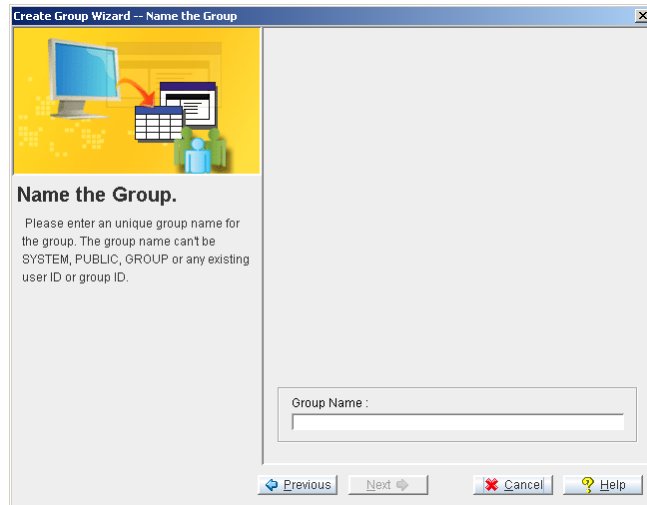 Create Group Wizard -- Name the Group
Name the Group.
Please enter an unique group name for
the group. The group name can't be
SYSTEM, PUBLIC, GROUP or any existing
user ID or group ID.
Group Name :
Previous Next Cancel Help